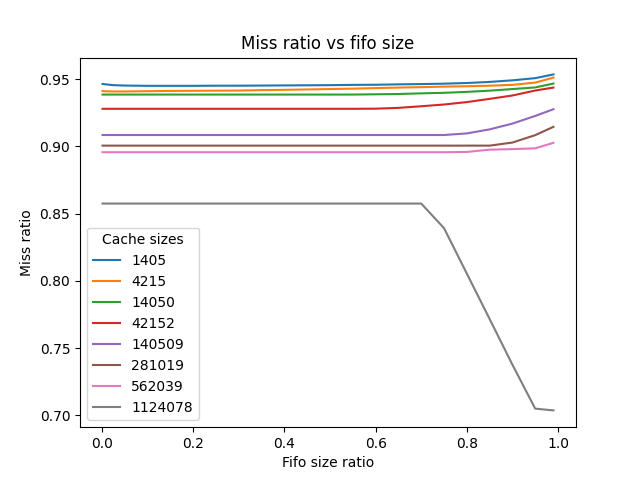 Miss ratio vs fifo size
Miss ratio
0.95
0.90
0.85
0.80
0.75
0.70
Cache sizes
1405
4215
14050
42152
140509
281019
562039
1124078
0.0 0.2 0.4 0.6 0.8 1.0
Fifo size ratio